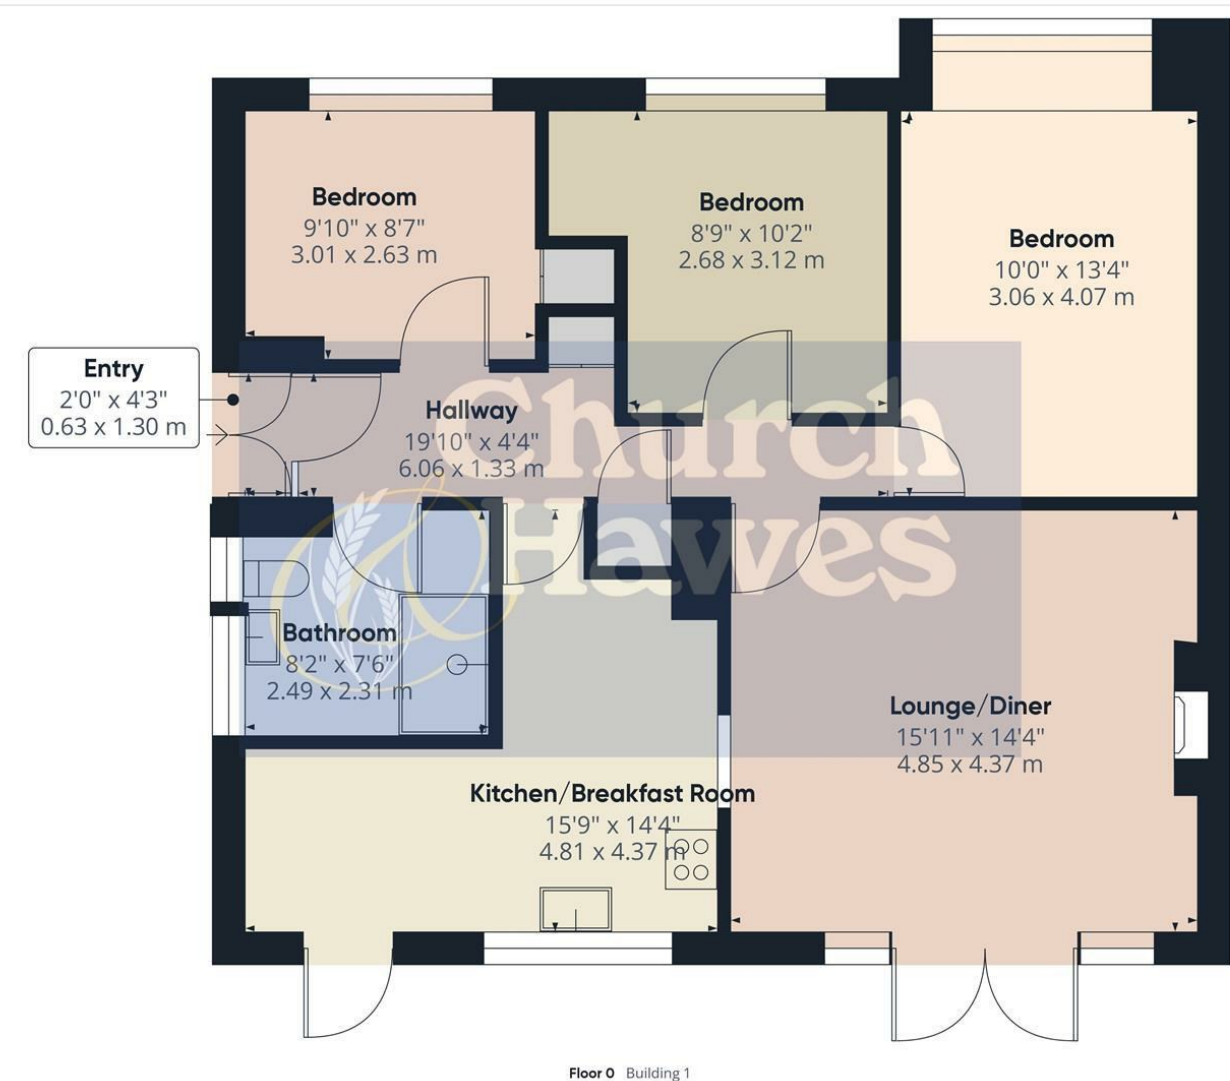 Bedroom
9'10" x 8'7"
3.01 x 2.63 m
Bedroom
8'9" x 10'2"
2.68 x 3.12 m
Bedroom
10'0" x 13'4"
3.06 x 4.07 m
Entry
2'0" x 4'3"
0.63 x 1.30 m
Hallway
19'10" x 4'4"
6.06 x 1.33 m
Church
Hawes
Bathroom
8'2" x 7'6"
2.49 x 2.31 m
Lounge/Diner
15'11" x 14'4"
4.85 x 4.37 m
Kitchen/Breakfast Room
15'9" x 14'4"
4.81 x 4.37 m
Floor 0 Building 1